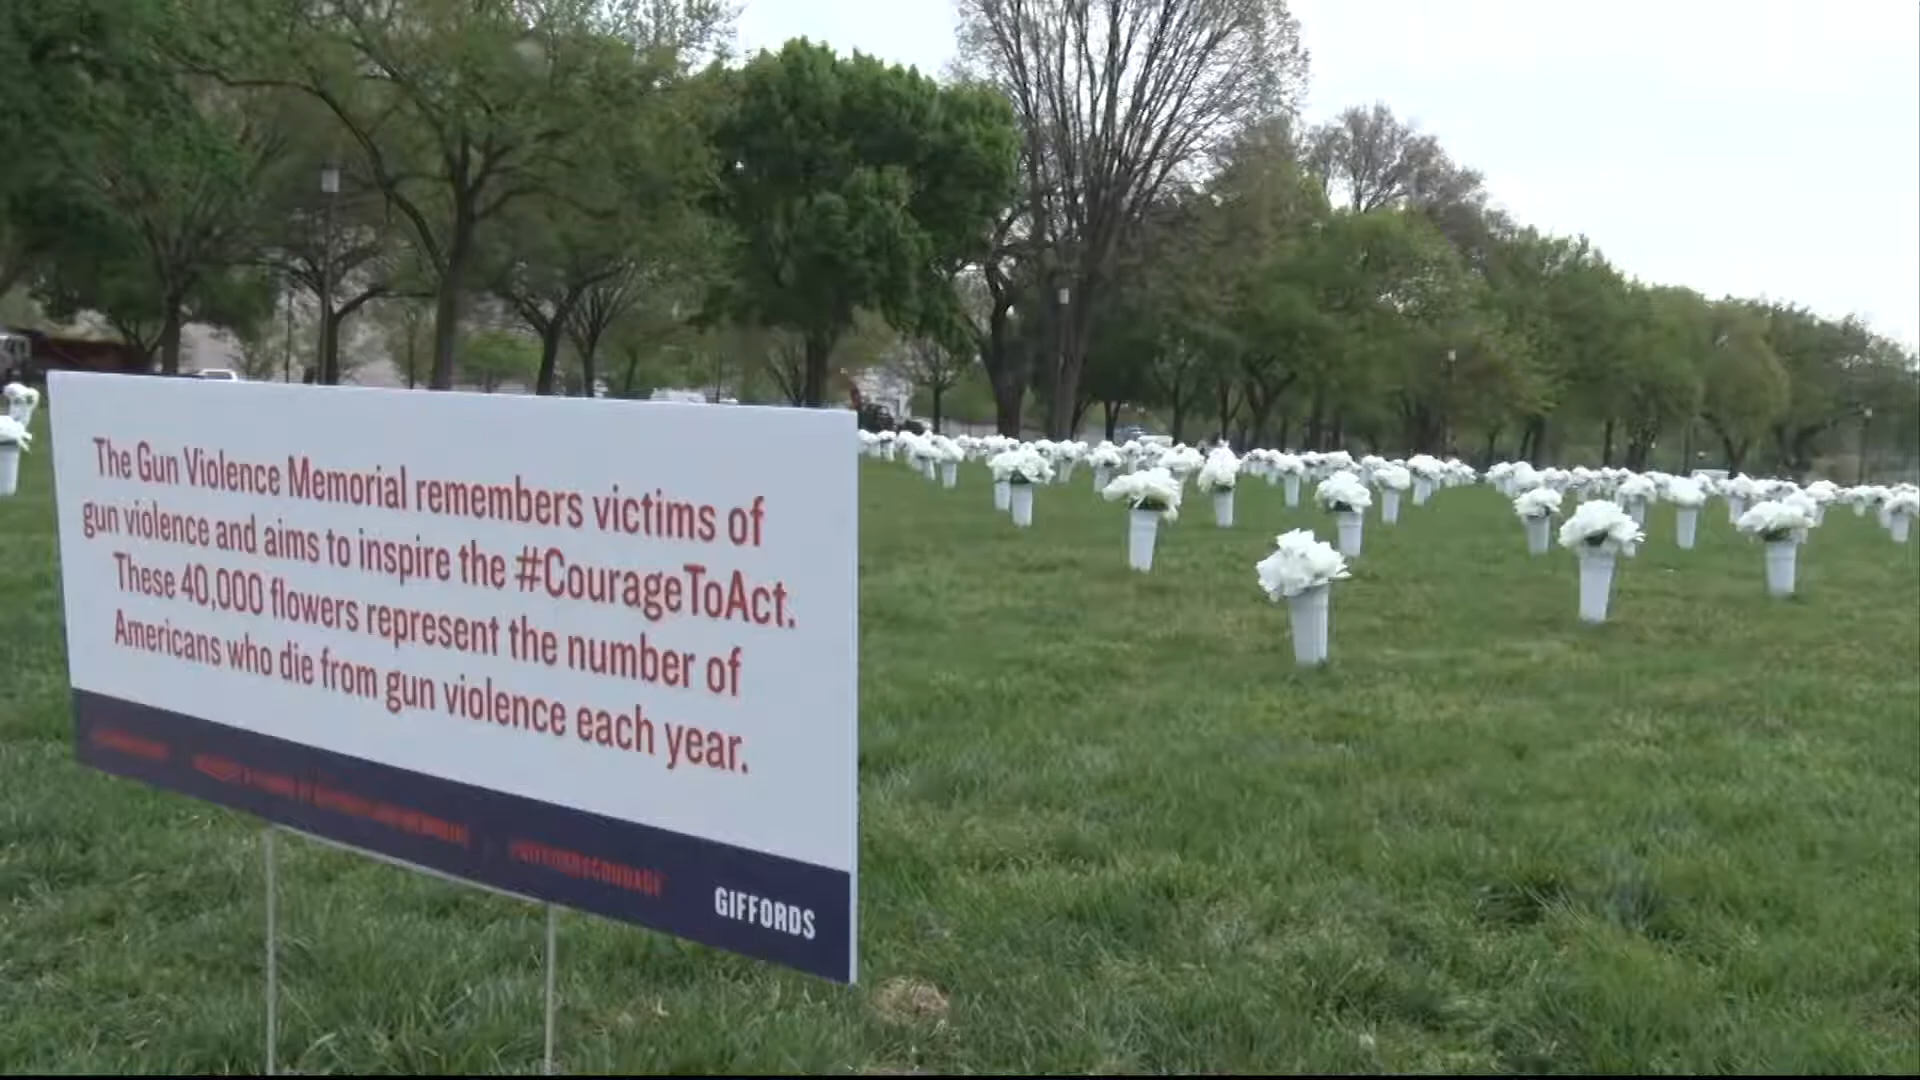 The Gun Violence Memorial remembers victims of
gun violence and aims to inspire the #CourageToAct.
These 40,000 flowers represent the number of
Americans who die from gun violence each year.
GIFFORDS